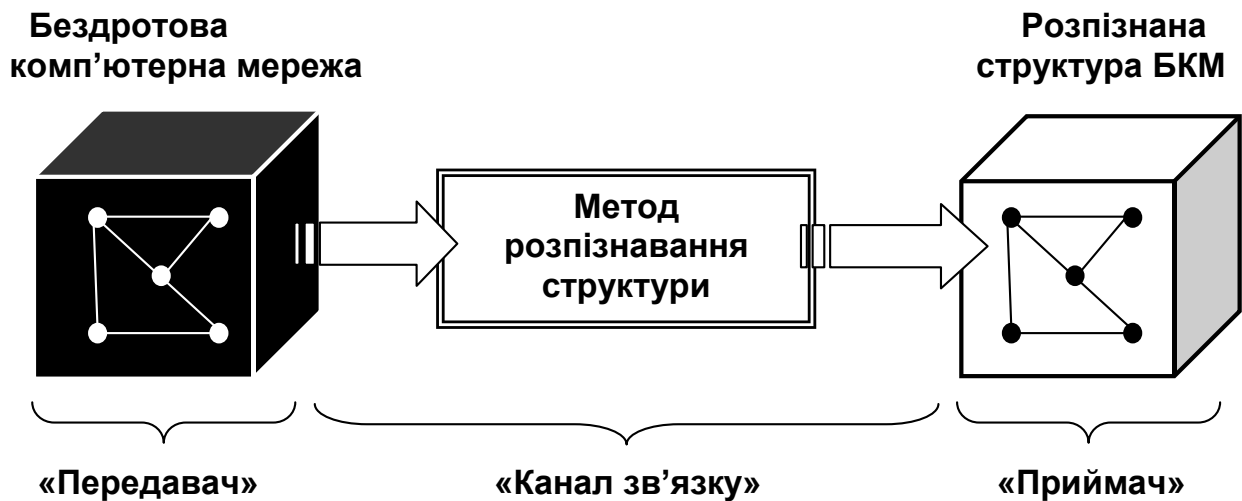 Бездротова
комп’ютерна мережа
Розпізнана
структура БКМ
Метод
розпізнавання
структури
«Передавач»
«Канал зв’язку»
«Приймач»